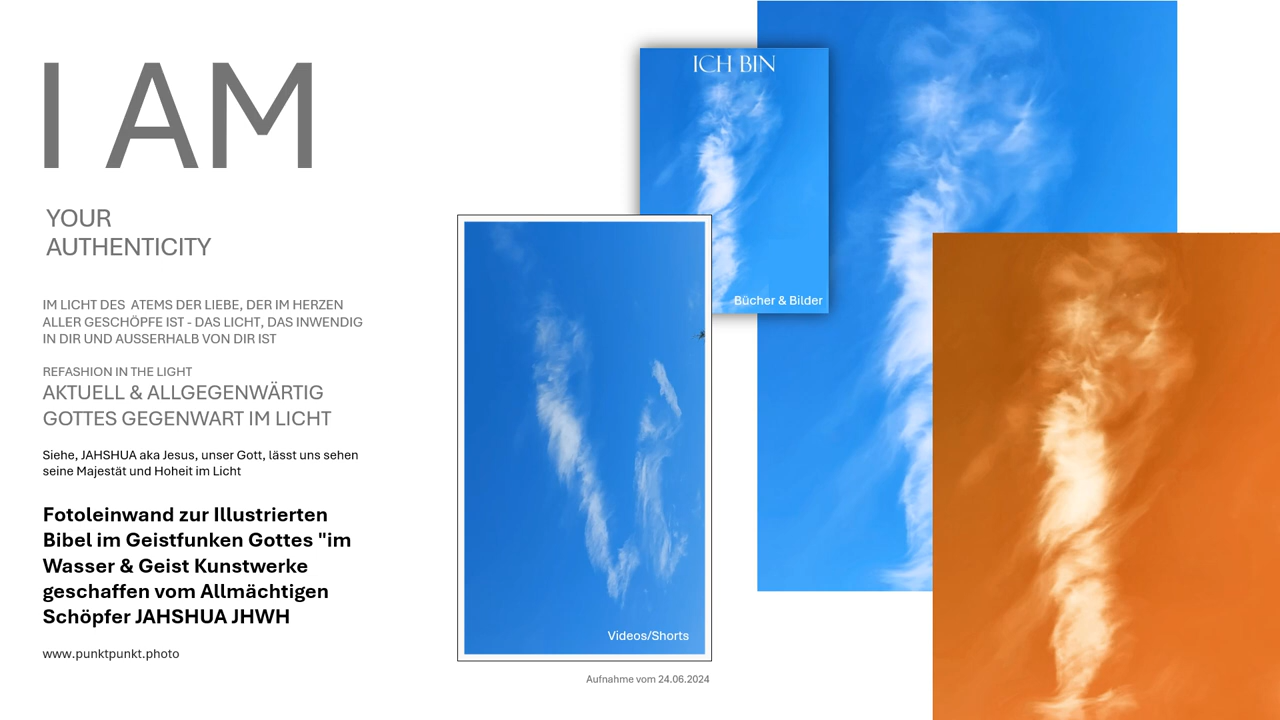 I AM
YOUR
AUTHENTICITY
IM LICHT DES ATEMS DER LIEBE, DER IM HERZEN
ALLER GESCHÖPFE IST - DAS LICHT, DAS INWENDIG
IN DIR UND AUSSERHALB VON DIR IST
REFASHION IN THE LIGHT
AKTUELL & ALLGEGENWÄRTIG
GOTTES GEGENWART IM LICHT
Siehe, JAHSHUA aka Jesus, unser Gott, lässt uns sehen
seine Majestät und Hoheit im Licht
Fotoleinwand zur Illustrierten
Bibel im Geistfunken Gottes "im
Wasser & Geist Kunstwerke
geschaffen vom Allmächtigen
Schöpfer JAHSHUA JHWH
www.punktpunkt.photo
ICH BIN
Bücher & Bilder
Videos/Shorts
Aufnahme vom 24.06.2024